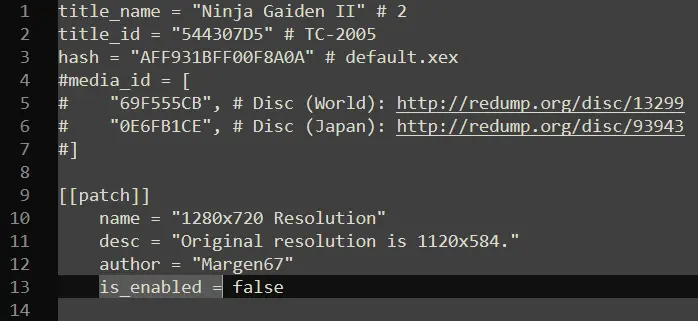 1 title_name = "Ninja Gaiden II" # 2
2 title_id = "544307D5" # TC-2005
3 hash = "AFF931BFF00F8A0A" # default.xex
4 #media_id = [
5 #    "69F555CB", # Disc (World): http://redump.org/disc/13299
6 #    "0E6FB1CE", # Disc (Japan): http://redump.org/disc/93943
7 #]
8
9 [[patch]]
10     name = "1280x720 Resolution"
11     desc = "Original resolution is 1120x584."
12     author = "Margen67"
13     is_enabled = false
14